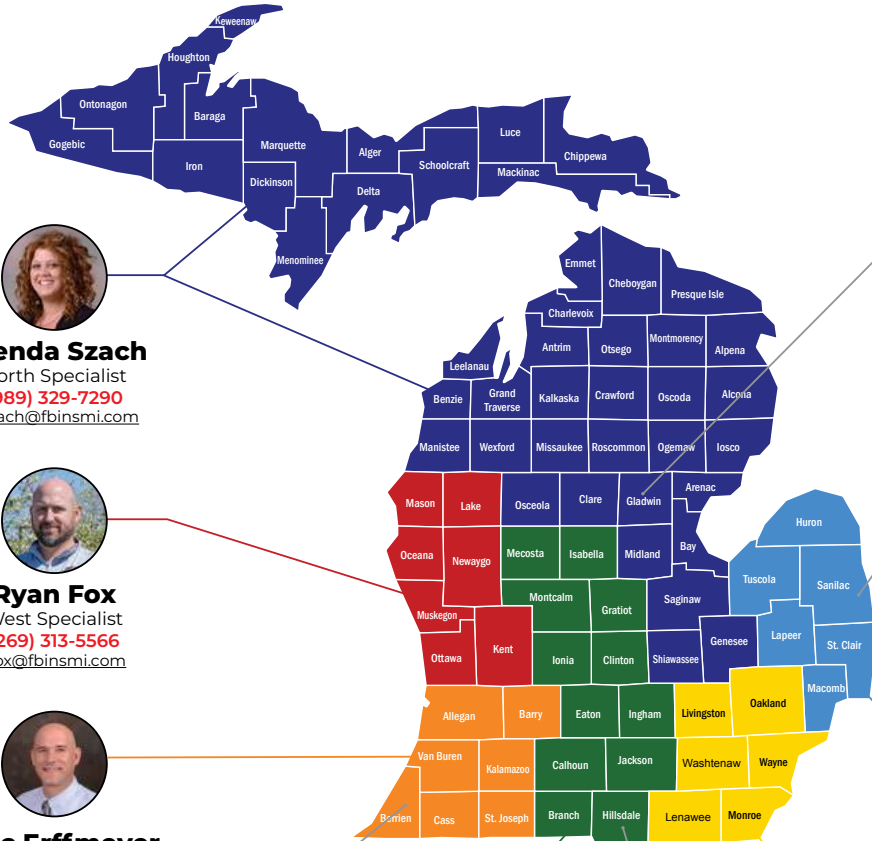 Keweenaw
Houghton
Ontonagon
Baraga
Gogebic
Iron
Marquette
Dickinson
Alger
Delta
Menominee
Schoolcraft
Luce
Mackinac
Chippewa
enda Szach
orth Specialist
989) 329-7290
ach@fbinsmi.com
Ryan Fox
Vest Specialist
269) 313-5566
ox@fbinsmi.com
Emmet
Cheboygan
Presque Isle
Charlevoix
Antrim
Otsego
Montmorency
Alpena
Leelanau
Benzie
Grand
Traverse
Kalkaska
Crawford
Oscoda
Alcona
Manistee
Wexford
Missaukee
Roscommon
Ogemaw
Iosco
Mason
Lake
Osceola
Clare
Gladwin
Arenac
Oceana
Newaygo
Mecosta
Isabella
Midland
Bay
Huron
Tuscola
Sanilac
Muskegon
Montcalm
Gratiot
Saginaw
Ottawa
Kent
Ionia
Clinton
Shiawassee
Genesee
Lapeer
St. Clair
Allegan
Barry
Eaton
Ingham
Livingston
Oakland
Macomb
Van Buren
Kalamazoo
Calhoun
Jackson
Washtenaw
Wayne
Berrien
Cass
St. Joseph
Branch
Hillsdale
Lenawee
Monroe